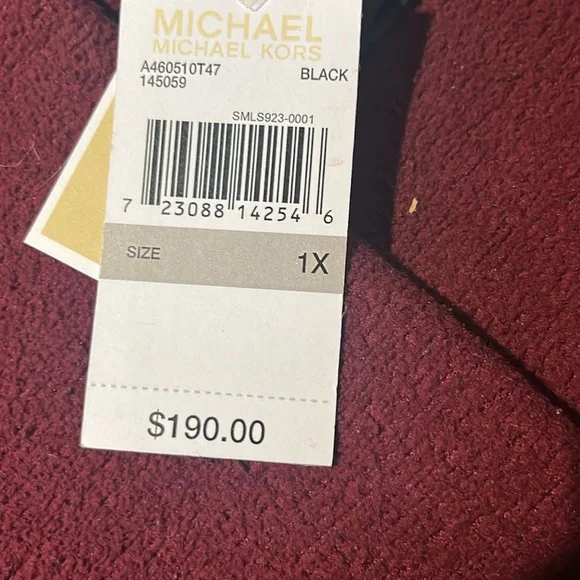 MICHAEL
MICHAEL KORS
A460510T47 BLACK
145059
SMLS923-0001
7 23088 14254 6
SIZE 1X
$190.00